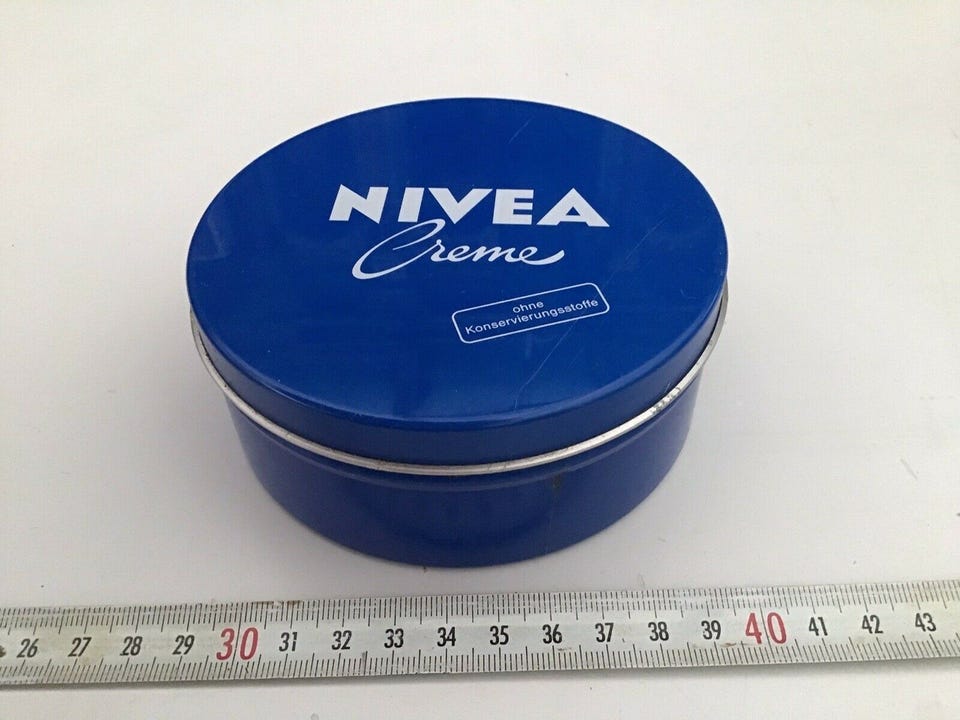 NIVEA
Creme
ohne
Konservierungsstoffe
26 27 28 29 30 31 32 33 34 35 36 37 38 39 40 41 42 43